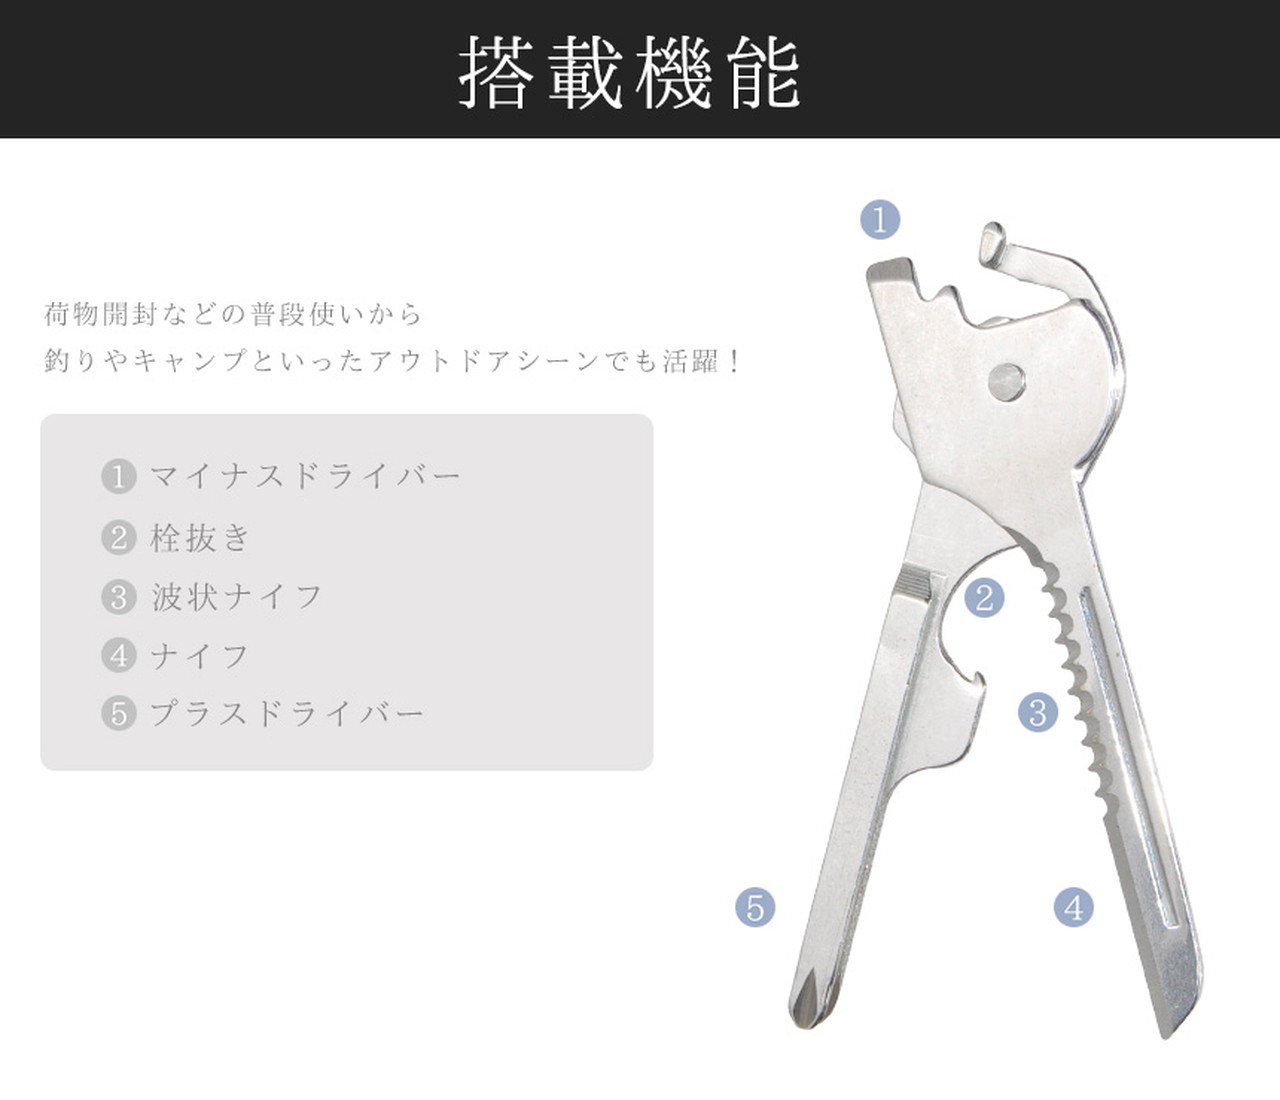 搭載機能
荷物開封などの普段使いから
釣りやキャンプといったアウトドアシーンでも活躍！
1 マイナスドライバー
2 栓抜き
3 波状ナイフ
4 ナイフ
5 プラスドライバー
1
2
3
5
4